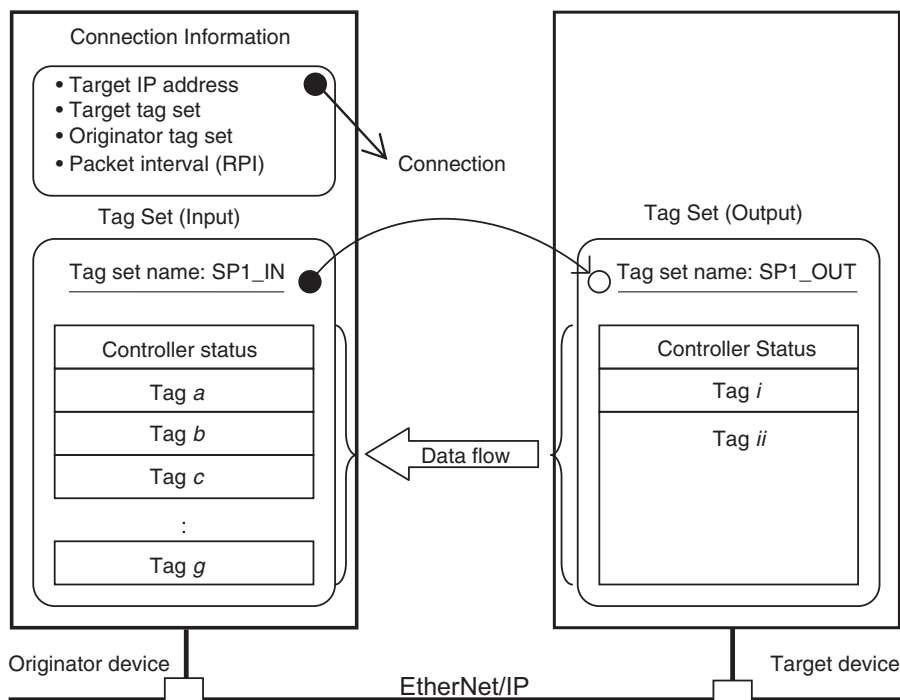 Connection Information
• Target IP address
• Target tag set
• Originator tag set
• Packet interval (RPI)
Connection
Tag Set (Input)
Tag set name: SP1_IN
Controller status
Tag a
Tag b
Tag c
:
Tag g
Data flow
Tag Set (Output)
Tag set name: SP1_OUT
Controller Status
Tag i
Tag ii
Originator device
EtherNet/IP
Target device